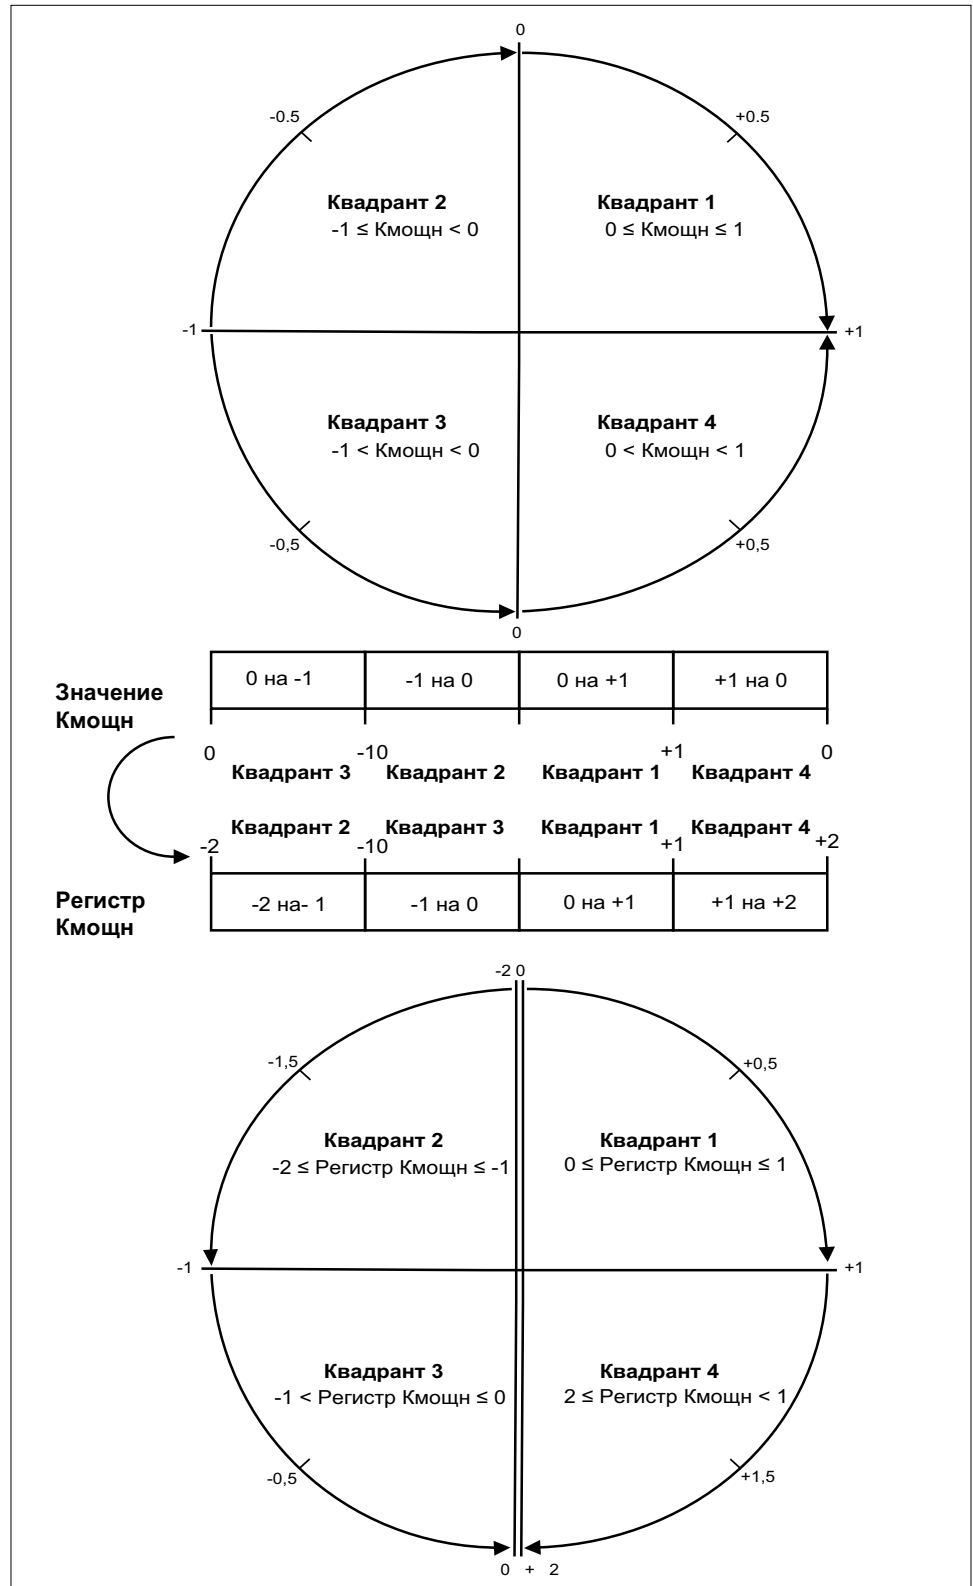 0
-0.5
+0.5
Квадрант 2
Квадрант 1
-1 ≤ Кмощн < 0
0 ≤ Кмощн ≤ 1
-1
+1
Квадрант 3
Квадрант 4
-1 < Кмощн < 0
0 < Кмощн < 1
-0,5
+0,5
0
Значение
Кмощн
0 на -1
-1 на 0
0 на +1
+1 на 0
0
-10
+1
0
Квадрант 3
Квадрант 2
Квадрант 1
Квадрант 4
Квадрант 2
Квадрант 3
Квадрант 1
Квадрант 4
-2
-10
+1
+2
Регистр
Кмощн
-2 на- 1
-1 на 0
0 на +1
+1 на +2
-2 0
-1,5
+0,5
Квадрант 2
Квадрант 1
-2 ≤ Регистр Кмощн ≤ -1
0 ≤ Регистр Кмощн ≤ 1
-1
+1
Квадрант 3
Квадрант 4
-1 < Регистр Кмощн ≤ 0
2 ≤ Регистр Кмощн < 1
-0,5
+1,5
0 + 2